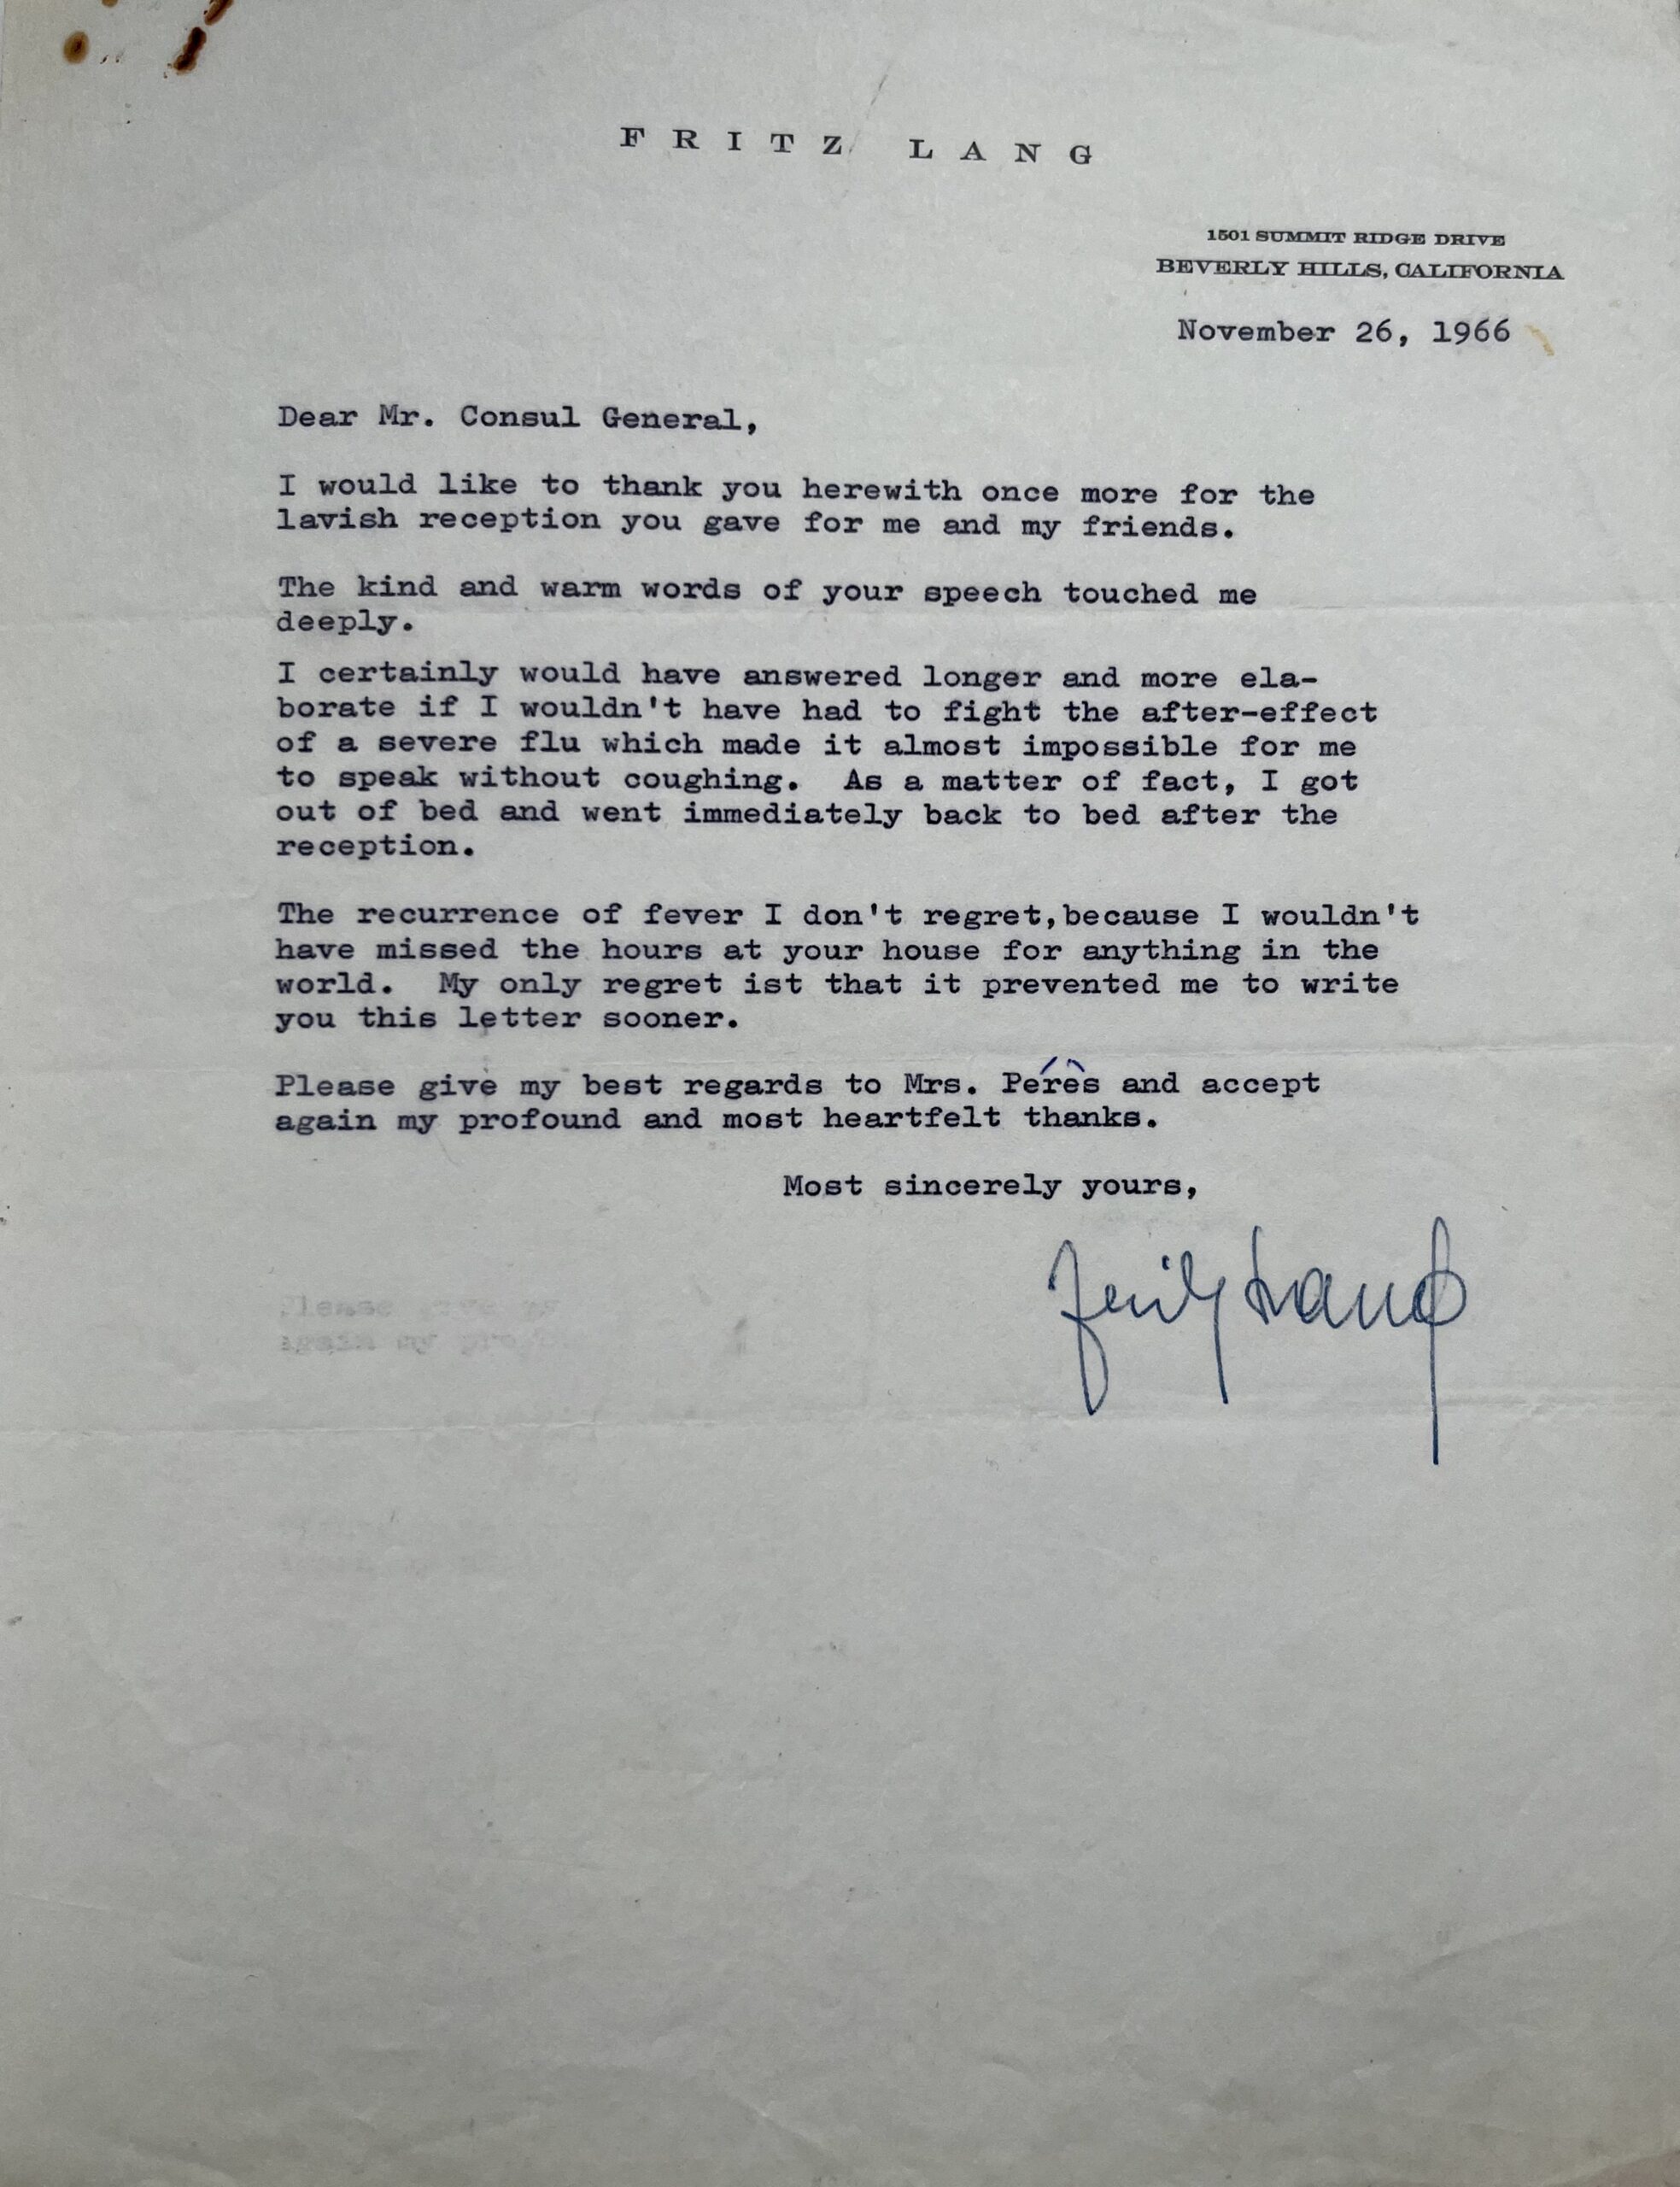 FRITZ LANG
1501 SUMMIT RIDGE DRIVE
BEVERLY HILLS, CALIFORNIA
November 26, 1966
Dear Mr. Consul General,
I would like to thank you herewith once more for the
lavish reception you gave for me and my friends.
The kind and warm words of your speech touched me
deeply.
I certainly would have answered longer and more ela-
borate if I wouldn't have had to fight the after-effect
of a severe flu which made it almost impossible for me
to speak without coughing. As a matter of fact, I got
out of bed and went immediately back to bed after the
reception.
The recurrence of fever I don't regret,because I wouldn't
have missed the hours at your house for anything in the
world. My only regret ist that it prevented me to write
you this letter sooner.
Please give my best regards to Mrs. Pérès and accept
again my profound and most heartfelt thanks.
Most sincerely yours,
Fritz Lang